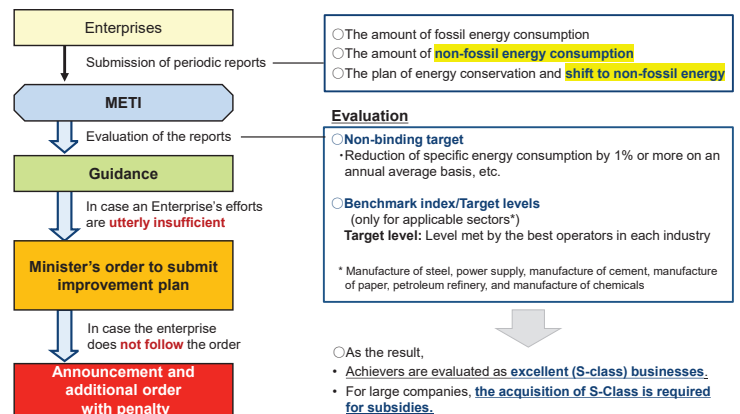 Enterprises
Submission of periodic reports
METI
Evaluation of the reports
Guidance
In case an Enterprise's efforts
are utterly insufficient
Minister's order to submit
improvement plan
In case the enterprise
does not follow the order
Announcement and
additional order
with penalty
○The amount of fossil energy consumption
○The amount of non-fossil energy consumption
○The plan of energy conservation and shift to non-fossil energy
Evaluation
○Non-binding target
・Reduction of specific energy consumption by 1% or more on an
annual average basis, etc.
○Benchmark index/Target levels
(only for applicable sectors*)
Target level: Level met by the best operators in each industry
* Manufacture of steel, power supply, manufacture of cement, manufacture
of paper, petroleum refinery, and manufacture of chemicals
○As the result,
• Achievers are evaluated as excellent (S-class) businesses.
• For large companies, the acquisition of S-Class is required
for subsidies.